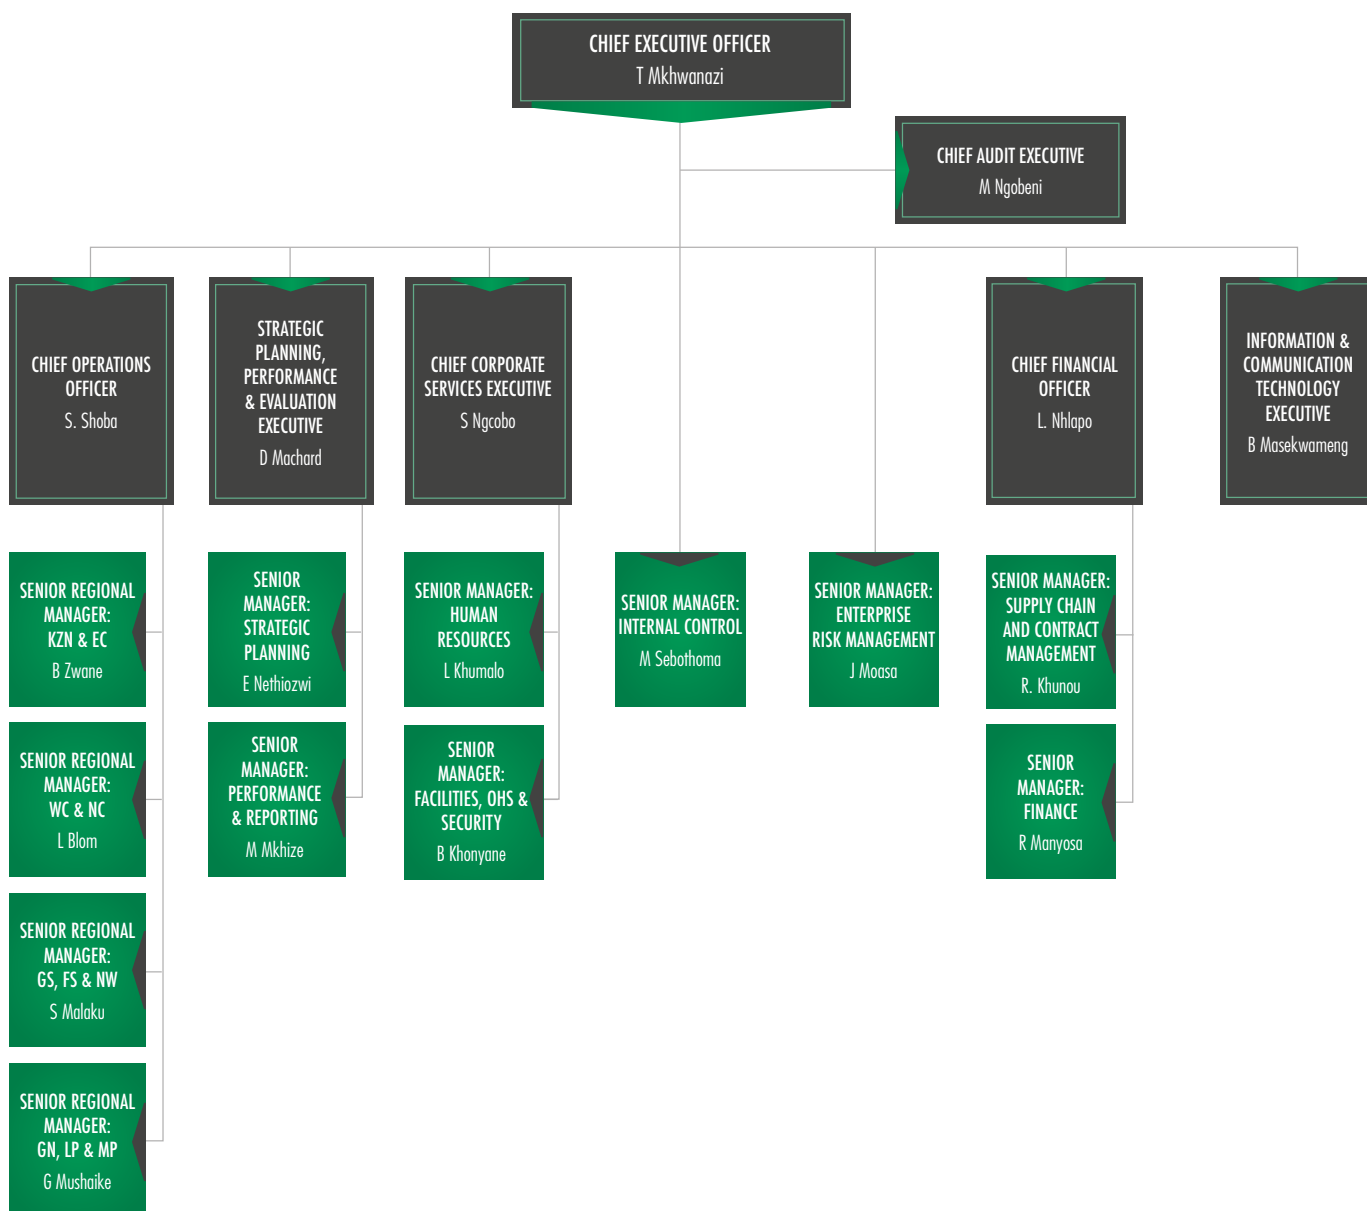 CHIEF EXECUTIVE OFFICER
T Mkhwanazi
CHIEF AUDIT EXECUTIVE
M Ngobeni
CHIEF OPERATIONS
OFFICER
S. Shoba
STRATEGIC
PLANNING,
PERFORMANCE
& EVALUATION
EXECUTIVE
D Machard
CHIEF CORPORATE
SERVICES EXECUTIVE
S Ngcobo
CHIEF FINANCIAL
OFFICER
L. Nhlapo
INFORMATION &
COMMUNICATION
TECHNOLOGY
EXECUTIVE
B Masekwameng
SENIOR REGIONAL
MANAGER:
KZN & EC
B Zwane
SENIOR
MANAGER:
STRATEGIC
PLANNING
E Nethiozwi
SENIOR MANAGER:
HUMAN
RESOURCES
L Khumalo
SENIOR MANAGER:
INTERNAL CONTROL
M Sebothoma
SENIOR MANAGER:
ENTERPRISE
RISK MANAGEMENT
J Moasa
SENIOR MANAGER:
SUPPLY CHAIN
AND CONTRACT
MANAGEMENT
R. Khunou
SENIOR REGIONAL
MANAGER:
WC & NC
L Blom
SENIOR
MANAGER:
PERFORMANCE
& REPORTING
M Mkhize
SENIOR
MANAGER:
FACILITIES, OHS &
SECURITY
B Khonyane
SENIOR
MANAGER:
FINANCE
R Manyosa
SENIOR REGIONAL
MANAGER:
GS, FS & NW
S Malaku
SENIOR REGIONAL
MANAGER:
GN, LP & MP
G Mushaike